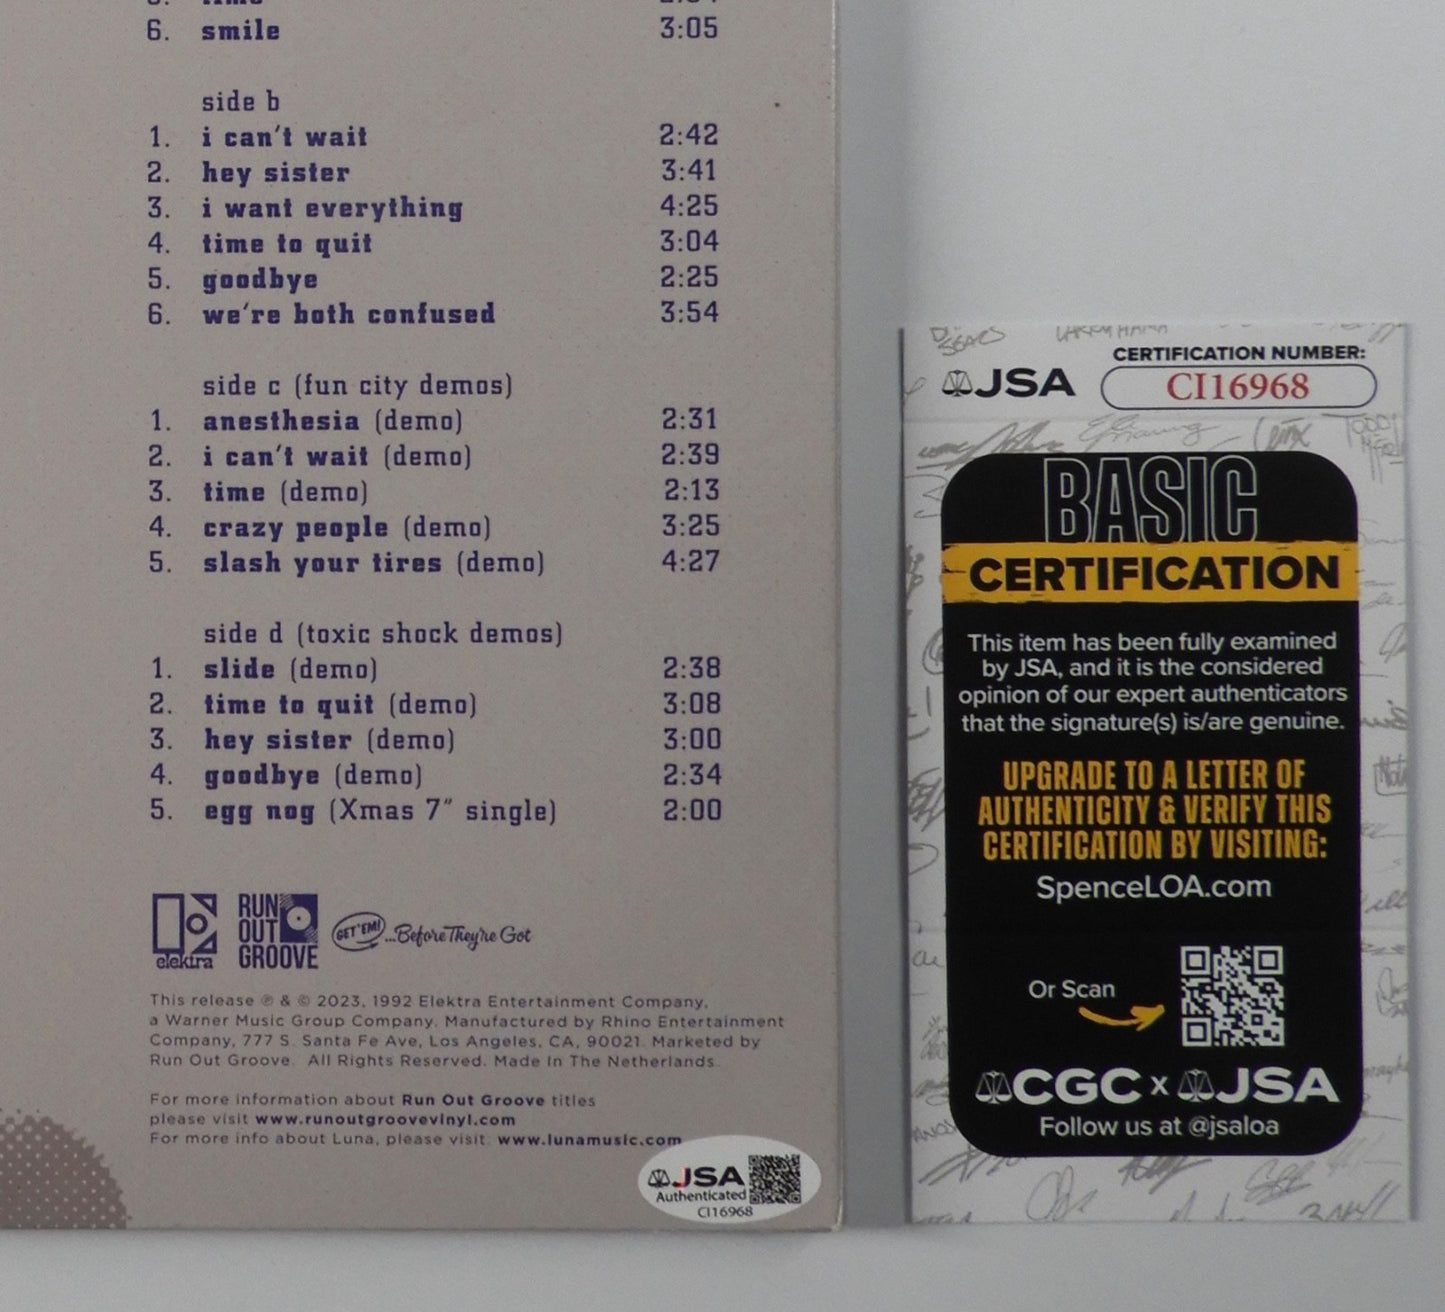 6. smile 3:05
side b
1. i can't wait 2:42
2. hey sister 3:41
3. i want everything 4:25
4. time to quit 3:04
5. goodbye 2:25
6. we're both confused 3:54
side c (fun city demos)
1. anesthesia (demo) 2:31
2. i can't wait (demo) 2:39
3. time (demo) 2:13
4. crazy people (demo) 3:25
5. slash your tires (demo) 4:27
side d (toxic shock demos)
1. slide (demo) 2:38
2. time to quit (demo) 3:08
3. hey sister (demo) 3:00
4. goodbye (demo) 2:34
5. egg nog (Xmas 7" single) 2:00
elektra
RUN
OUT
GROOVE
GET 'EM!
...Before They're Got
This release ℗ & © 2023, 1992 Elektra Entertainment Company,
a Warner Music Group Company. Manufactured by Rhino Entertainment
Company, 777 S. Santa Fe Ave, Los Angeles, CA, 90021. Marketed by
Run Out Groove. All Rights Reserved. Made In The Netherlands.
For more information about Run Out Groove titles
please visit www.runoutgroovevinyl.com
For more info about Luna, please visit: www.lunamusic.com
JSA
Authenticated
CI16968
JSA
CERTIFICATION NUMBER:
CI16968
BASIC
CERTIFICATION
This item has been fully examined
by JSA, and it is the considered
opinion of our expert authenticators
that the signature(s) is/are genuine.
UPGRADE TO A LETTER OF
AUTHENTICITY & VERIFY THIS
CERTIFICATION BY VISITING:
SpenceLOA.com
Or Scan
CGC x JSA
Follow us at @jsaloa